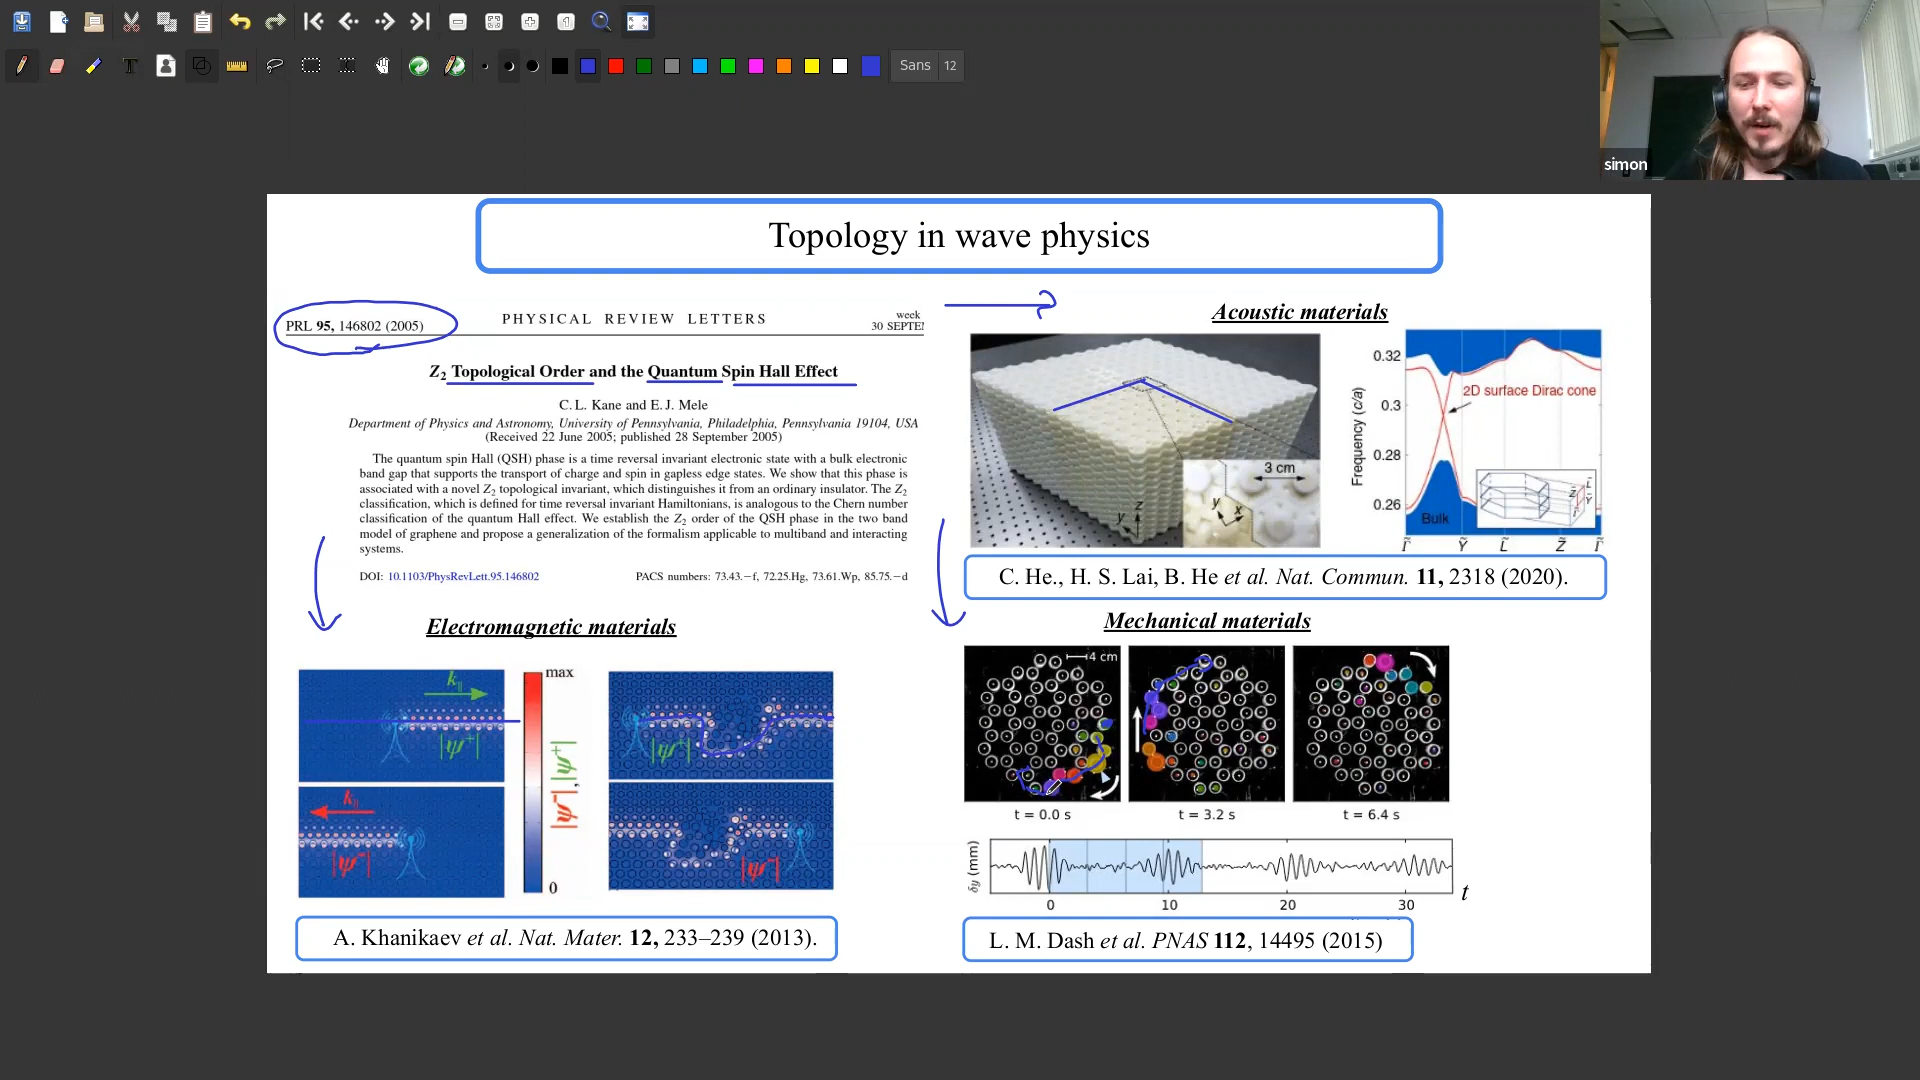 Sans 12
simon
Topology in wave physics
PRL 95, 146802 (2005)
PHYSICAL REVIEW LETTERS
week
30 SEPTE
Z2 Topological Order and the Quantum Spin Hall Effect
C. L. Kane and E. J. Mele
Department of Physics and Astronomy, University of Pennsylvania, Philadelphia, Pennsylvania 19104, USA
(Received 22 June 2005; published 28 September 2005)
The quantum spin Hall (QSH) phase is a time reversal invariant electronic state with a bulk electronic
band gap that supports the transport of charge and spin in gapless edge states. We show that this phase is
associated with a novel Z2 topological invariant, which distinguishes it from an ordinary insulator. The Z2
classification, which is defined for time reversal invariant Hamiltonians, is analogous to the Chern number
classification of the quantum Hall effect. We establish the Z2 order of the QSH phase in the two band
model of graphene and propose a generalization of the formalism applicable to multiband and interacting
systems.
DOI: 10.1103/PhysRevLett.95.146802
PACS numbers: 73.43.−f, 72.25.Hg, 73.61.Wp, 85.75.−d
Acoustic materials
3 cm
z
y
y
x
Frequency (c/a)
0.32
0.3
0.28
0.26
2D surface Dirac cone
Bulk
Γ̃ Ỹ L̃ Z̃ Γ̃
C. He., H. S. Lai, B. He et al. Nat. Commun. 11, 2318 (2020).
Electromagnetic materials
k∥
|ψ+|
k∥
|ψ−|
max
0
|ψ−|, |ψ+|
|ψ+|
|ψ−|
A. Khanikaev et al. Nat. Mater. 12, 233–239 (2013).
Mechanical materials
4 cm
t = 0.0 s
t = 3.2 s
t = 6.4 s
δy (mm)
0 10 20 30
t
L. M. Dash et al. PNAS 112, 14495 (2015)